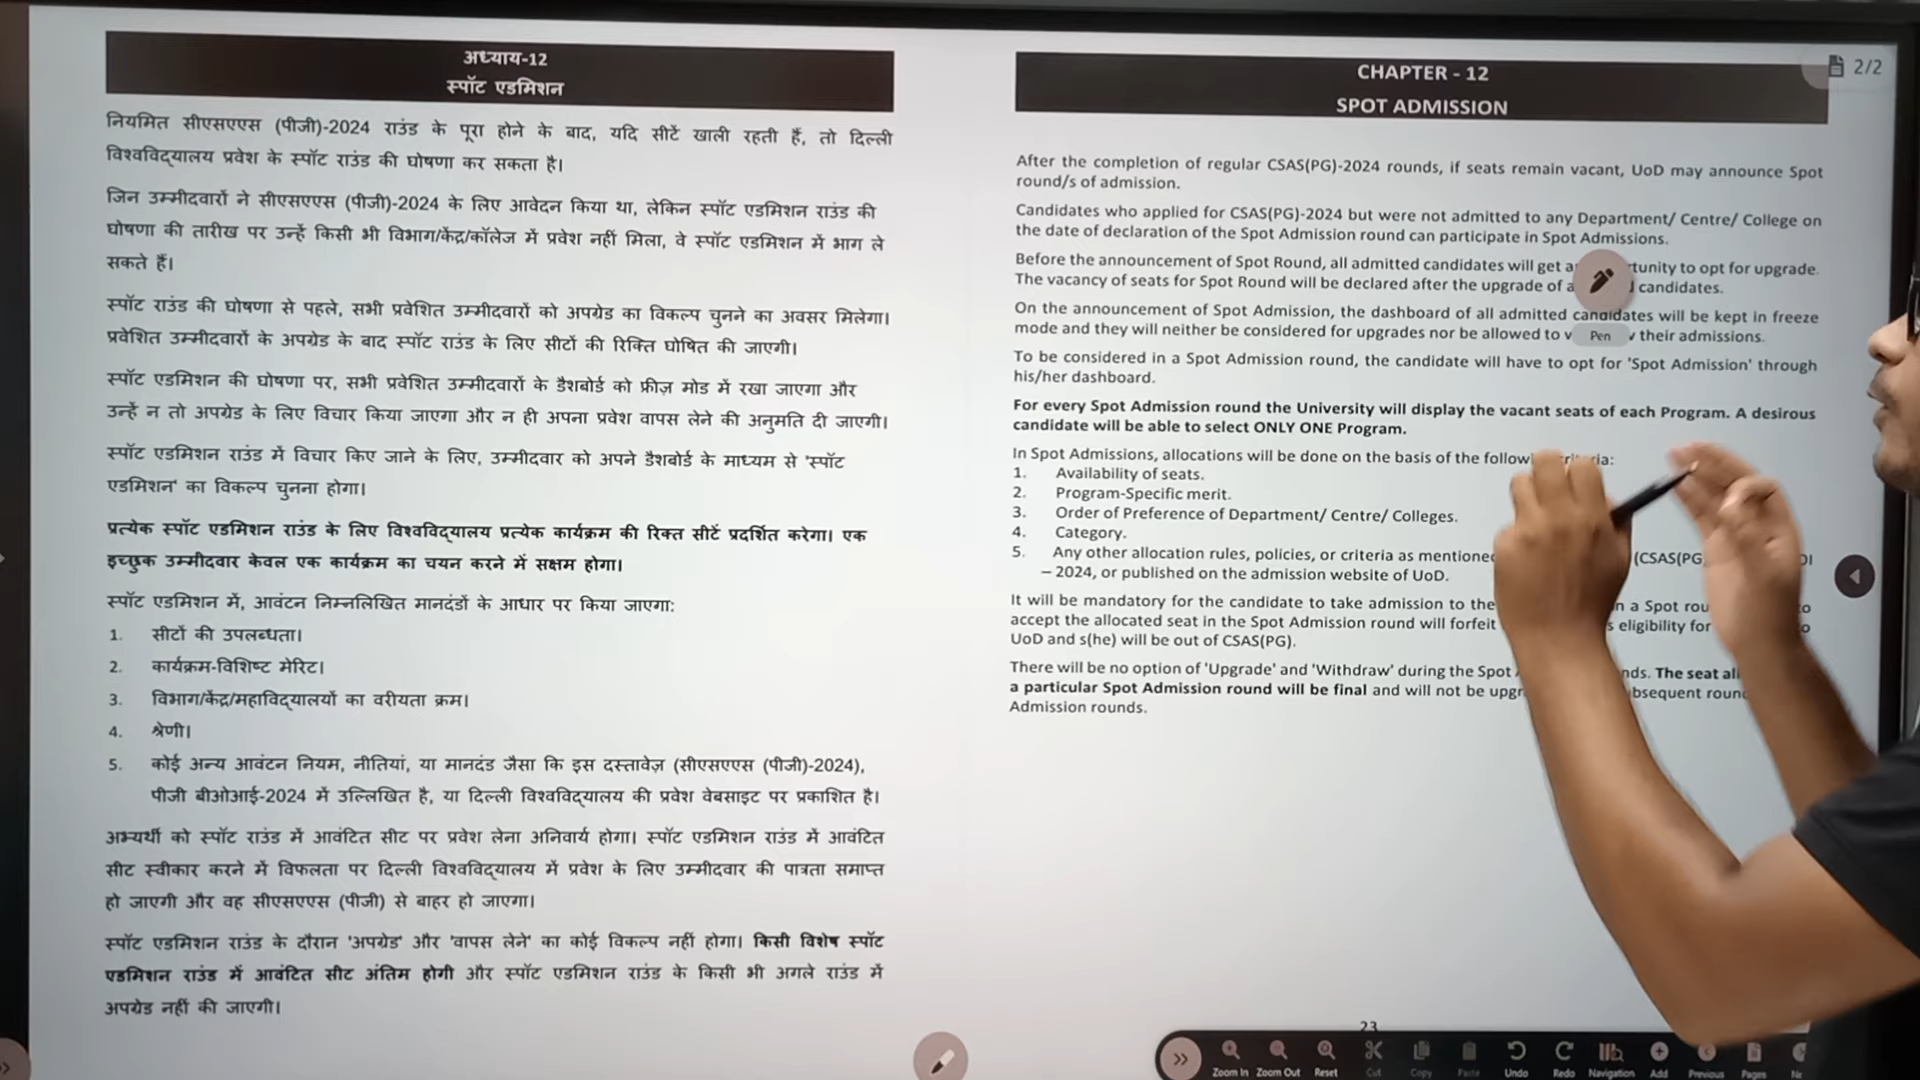 अध्याय-12
स्पॉट एडमिशन
नियमित सीएसएएस (पीजी)-2024 राउंड के पूरा होने के बाद, यदि सीटें खाली रहती हैं, तो दिल्ली
विश्वविद्यालय प्रवेश के स्पॉट राउंड की घोषणा कर सकता है।
जिन उम्मीदवारों ने सीएसएएस (पीजी)-2024 के लिए आवेदन किया था, लेकिन स्पॉट एडमिशन राउंड की
घोषणा की तारीख पर उन्हें किसी भी विभाग/केंद्र/कॉलेज में प्रवेश नहीं मिला, वे स्पॉट एडमिशन में भाग ले
सकते हैं।
स्पॉट राउंड की घोषणा से पहले, सभी प्रवेशित उम्मीदवारों को अपग्रेड का विकल्प चुनने का अवसर मिलेगा।
प्रवेशित उम्मीदवारों के अपग्रेड के बाद स्पॉट राउंड के लिए सीटों की रिक्ति घोषित की जाएगी।
स्पॉट एडमिशन की घोषणा पर, सभी प्रवेशित उम्मीदवारों के डैशबोर्ड को फ्रीज़ मोड में रखा जाएगा और
उन्हें न तो अपग्रेड के लिए विचार किया जाएगा और न ही अपना प्रवेश वापस लेने की अनुमति दी जाएगी।
स्पॉट एडमिशन राउंड में विचार किए जाने के लिए, उम्मीदवार को अपने डैशबोर्ड के माध्यम से 'स्पॉट
एडमिशन' का विकल्प चुनना होगा।
प्रत्येक स्पॉट एडमिशन राउंड के लिए विश्वविद्यालय प्रत्येक कार्यक्रम की रिक्त सीटें प्रदर्शित करेगा। एक
इच्छुक उम्मीदवार केवल एक कार्यक्रम का चयन करने में सक्षम होगा।
स्पॉट एडमिशन में, आवंटन निम्नलिखित मानदंडों के आधार पर किया जाएगा:
1. सीटों की उपलब्धता।
2. कार्यक्रम-विशिष्ट मेरिट।
3. विभाग/केंद्र/महाविद्यालयों का वरीयता क्रम।
4. श्रेणी।
5. कोई अन्य आवंटन नियम, नीतियां, या मानदंड जैसा कि इस दस्तावेज़ (सीएसएएस (पीजी)-2024),
पीजी बीओआई-2024 में उल्लिखित है, या दिल्ली विश्वविद्यालय की प्रवेश वेबसाइट पर प्रकाशित है।
अभ्यर्थी को स्पॉट राउंड में आवंटित सीट पर प्रवेश लेना अनिवार्य होगा। स्पॉट एडमिशन राउंड में आवंटित
सीट स्वीकार करने में विफलता पर दिल्ली विश्वविद्यालय में प्रवेश के लिए उम्मीदवार की पात्रता समाप्त
हो जाएगी और वह सीएसएएस (पीजी) से बाहर हो जाएगा।
स्पॉट एडमिशन राउंड के दौरान 'अपग्रेड' और 'वापस लेने' का कोई विकल्प नहीं होगा। किसी विशेष स्पॉट
एडमिशन राउंड में आवंटित सीट अंतिम होगी और स्पॉट एडमिशन राउंड के किसी भी अगले राउंड में
अपग्रेड नहीं की जाएगी।
CHAPTER - 12
SPOT ADMISSION
2/2
After the completion of regular CSAS(PG)-2024 rounds, if seats remain vacant, UoD may announce Spot
round/s of admission.
Candidates who applied for CSAS(PG)-2024 but were not admitted to any Department/ Centre/ College on
the date of declaration of the Spot Admission round can participate in Spot Admissions.
Before the announcement of Spot Round, all admitted candidates will get to opt for upgrade.
The vacancy of seats for Spot Round will be declared after the upgrade of candidates.
On the announcement of Spot Admission, the dashboard of all admitted candidates will be kept in freeze
mode and they will neither be considered for upgrades nor be allowed to their admissions.
Pen
To be considered in a Spot Admission round, the candidate will have to opt for 'Spot Admission' through
his/her dashboard.
For every Spot Admission round the University will display the vacant seats of each Program. A desirous
candidate will be able to select ONLY ONE Program.
In Spot Admissions, allocations will be done on the basis of the
1. Availability of seats.
2. Program-Specific merit.
3. Order of Preference of Department/ Centre/ Colleges.
4. Category.
5. Any other allocation rules, policies, or criteria as (CSAS(PG
– 2024, or published on the admission website of UoD.
It will be mandatory for the candidate to take admission to the a Spot
accept the allocated seat in the Spot Admission round will forfeit eligibility for
UoD and s(he) will be out of CSAS(PG).
There will be no option of 'Upgrade' and 'Withdraw' during the Spot The seat
a particular Spot Admission round will be final and will not be
Admission rounds.
23
Zoom In Zoom Out Reset Cut Copy Paste Undo Redo Navigation Add Previous Pages